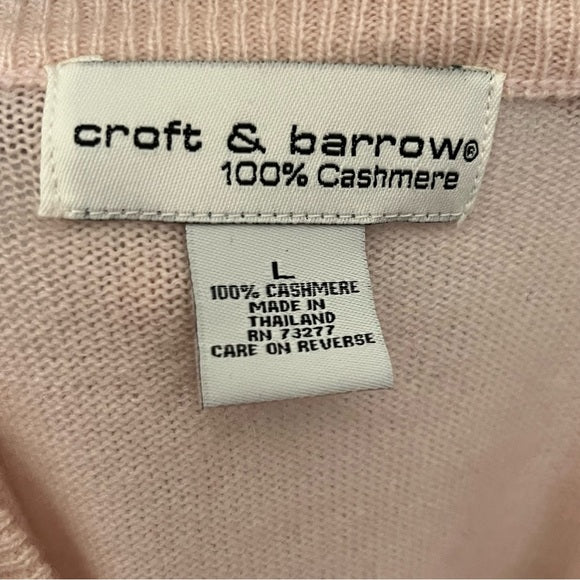 croft & barrow®
100% Cashmere
L
100% CASHMERE
MADE IN
THAILAND
RN 73277
CARE ON REVERSE